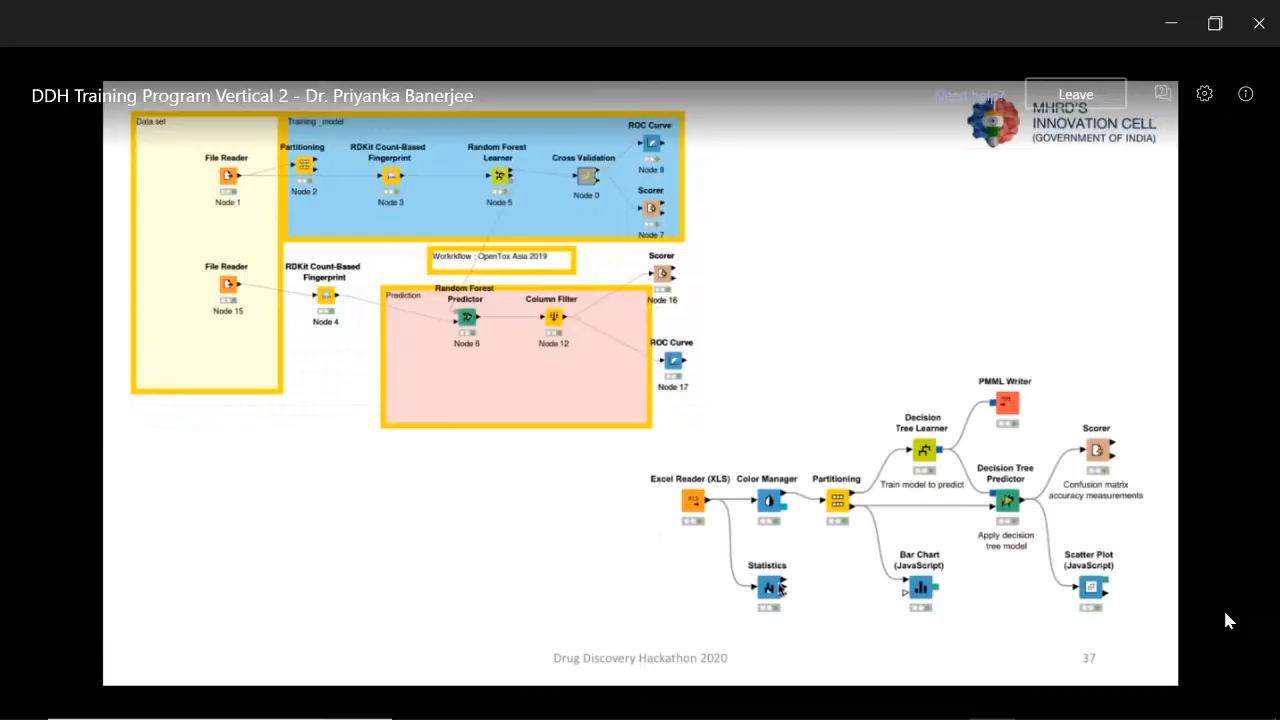 DDH Training Program Vertical 2 - Dr. Priyanka Banerjee
Need help?
Leave
MHRD'S
INNOVATION CELL
(GOVERNMENT OF INDIA)
Data set
Training _model
File Reader
Node 1
Partitioning
Node 2
RDKit Count-Based
Fingerprint
Node 3
Random Forest
Learner
Node 5
Cross Validation
Node 0
ROC Curve
Node 8
Scorer
Node 7
Workrkflow : OpenTox Asia 2019
File Reader
Node 15
RDKit Count-Based
Fingerprint
Node 4
Prediction
Random Forest
Predictor
Node 6
Column Filter
Node 12
Scorer
Node 16
ROC Curve
Node 17
Excel Reader (XLS)
XLS
Color Manager
Partitioning
Decision
Tree Learner
Train model to predict
PMML Writer
Decision Tree
Predictor
Apply decision
tree model
Scorer
Confusion matrix
accuracy measurements
Statistics
Bar Chart
(JavaScript)
Scatter Plot
(JavaScript)
Drug Discovery Hackathon 2020
37